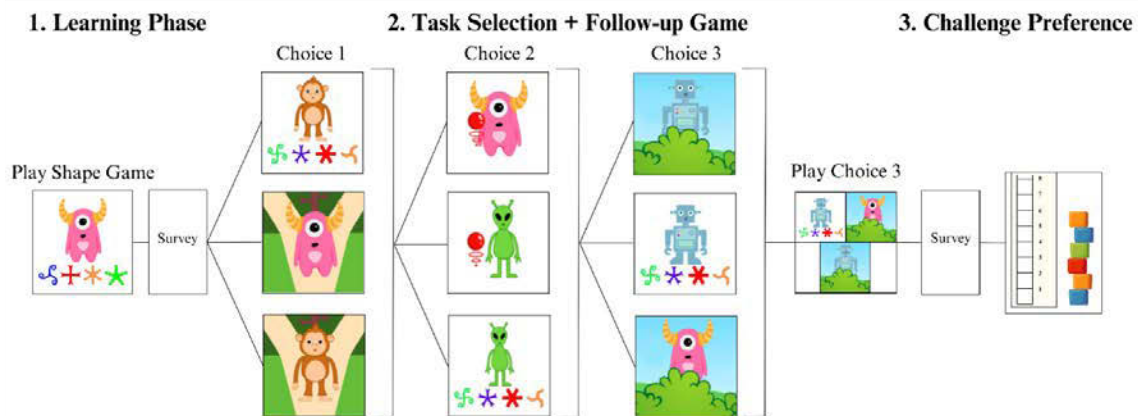 1. Learning Phase
2. Task Selection + Follow-up Game
3. Challenge Preference
Choice 1
Choice 2
Choice 3
Play Shape Game
Survey
Play Choice 3
Survey